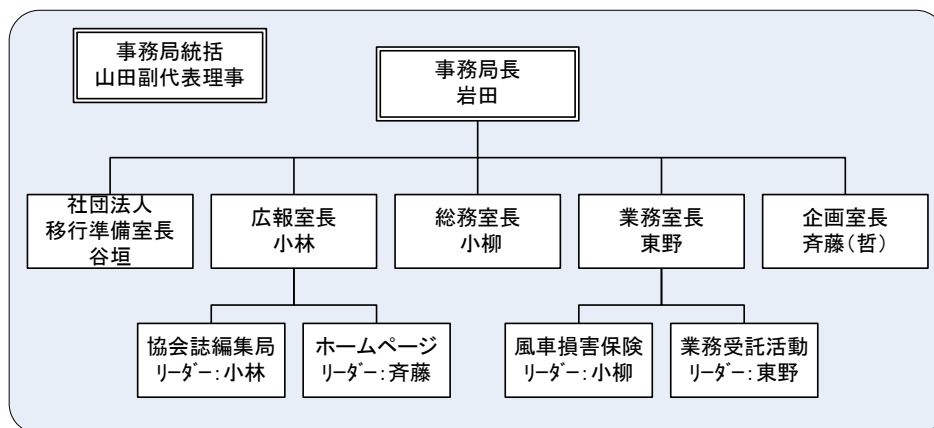 事務局統括
山田副代表理事
事務局長
岩田
社団法人
移行準備室長
谷垣
広報室長
小林
総務室長
小柳
業務室長
東野
企画室長
斉藤（哲）
協会誌編集局
ﾘｰﾀﾞｰ：小林
ホームページ
ﾘｰﾀﾞｰ：斉藤
風車損害保険
ﾘｰﾀﾞｰ：小柳
業務受託活動
ﾘｰﾀﾞｰ：東野